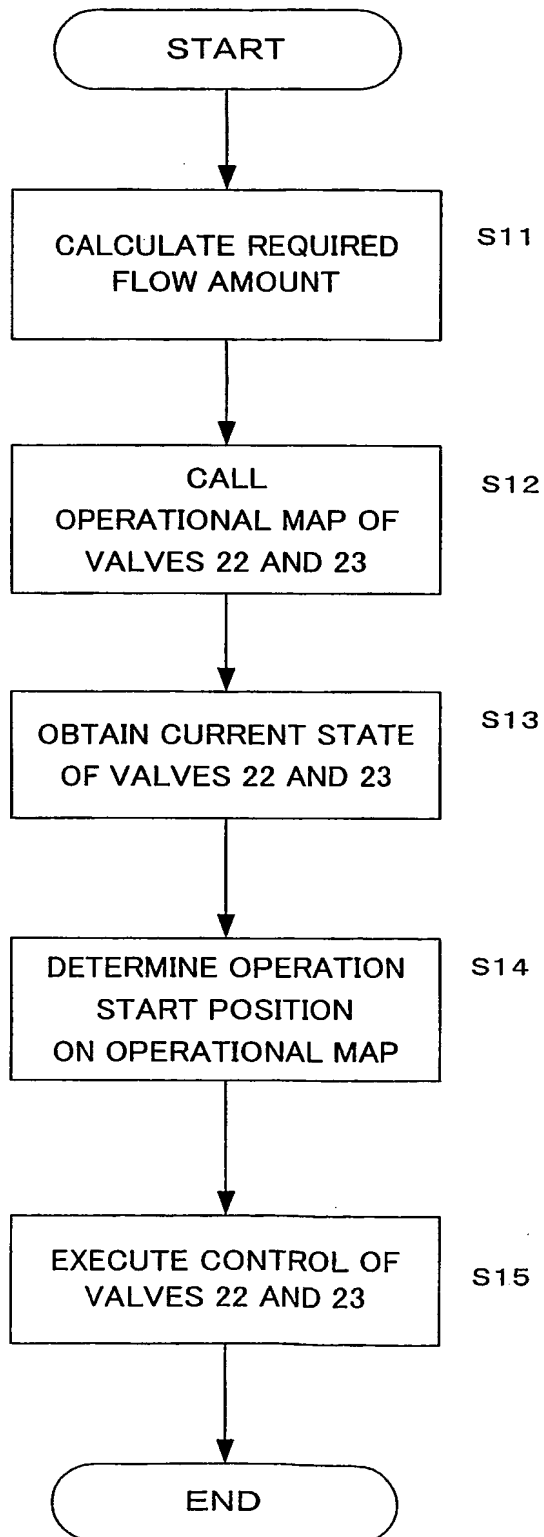 START
CALCULATE REQUIRED
FLOW AMOUNT
S11
CALL
OPERATIONAL MAP OF
VALVES 22 AND 23
S12
OBTAIN CURRENT STATE
OF VALVES 22 AND 23
S13
DETERMINE OPERATION
START POSITION
ON OPERATIONAL MAP
S14
EXECUTE CONTROL OF
VALVES 22 AND 23
S15
END